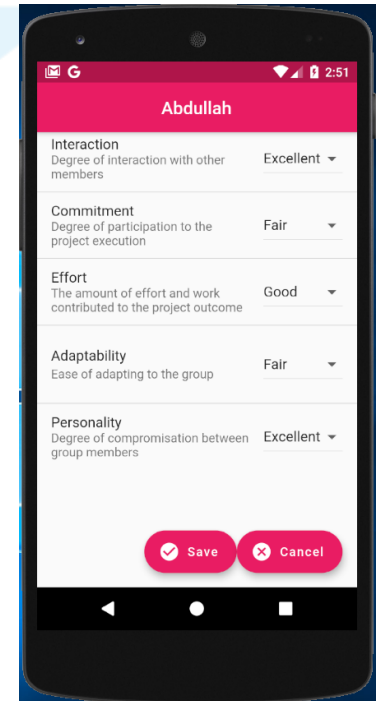 G 2:51
Abdullah
Interaction
Degree of interaction with other
members
Excellent
Commitment
Degree of participation to the
project execution
Fair
Effort
The amount of effort and work
contributed to the project outcome
Good
Adaptability
Ease of adapting to the group
Fair
Personality
Degree of compromisation between
group members
Excellent
Save Cancel